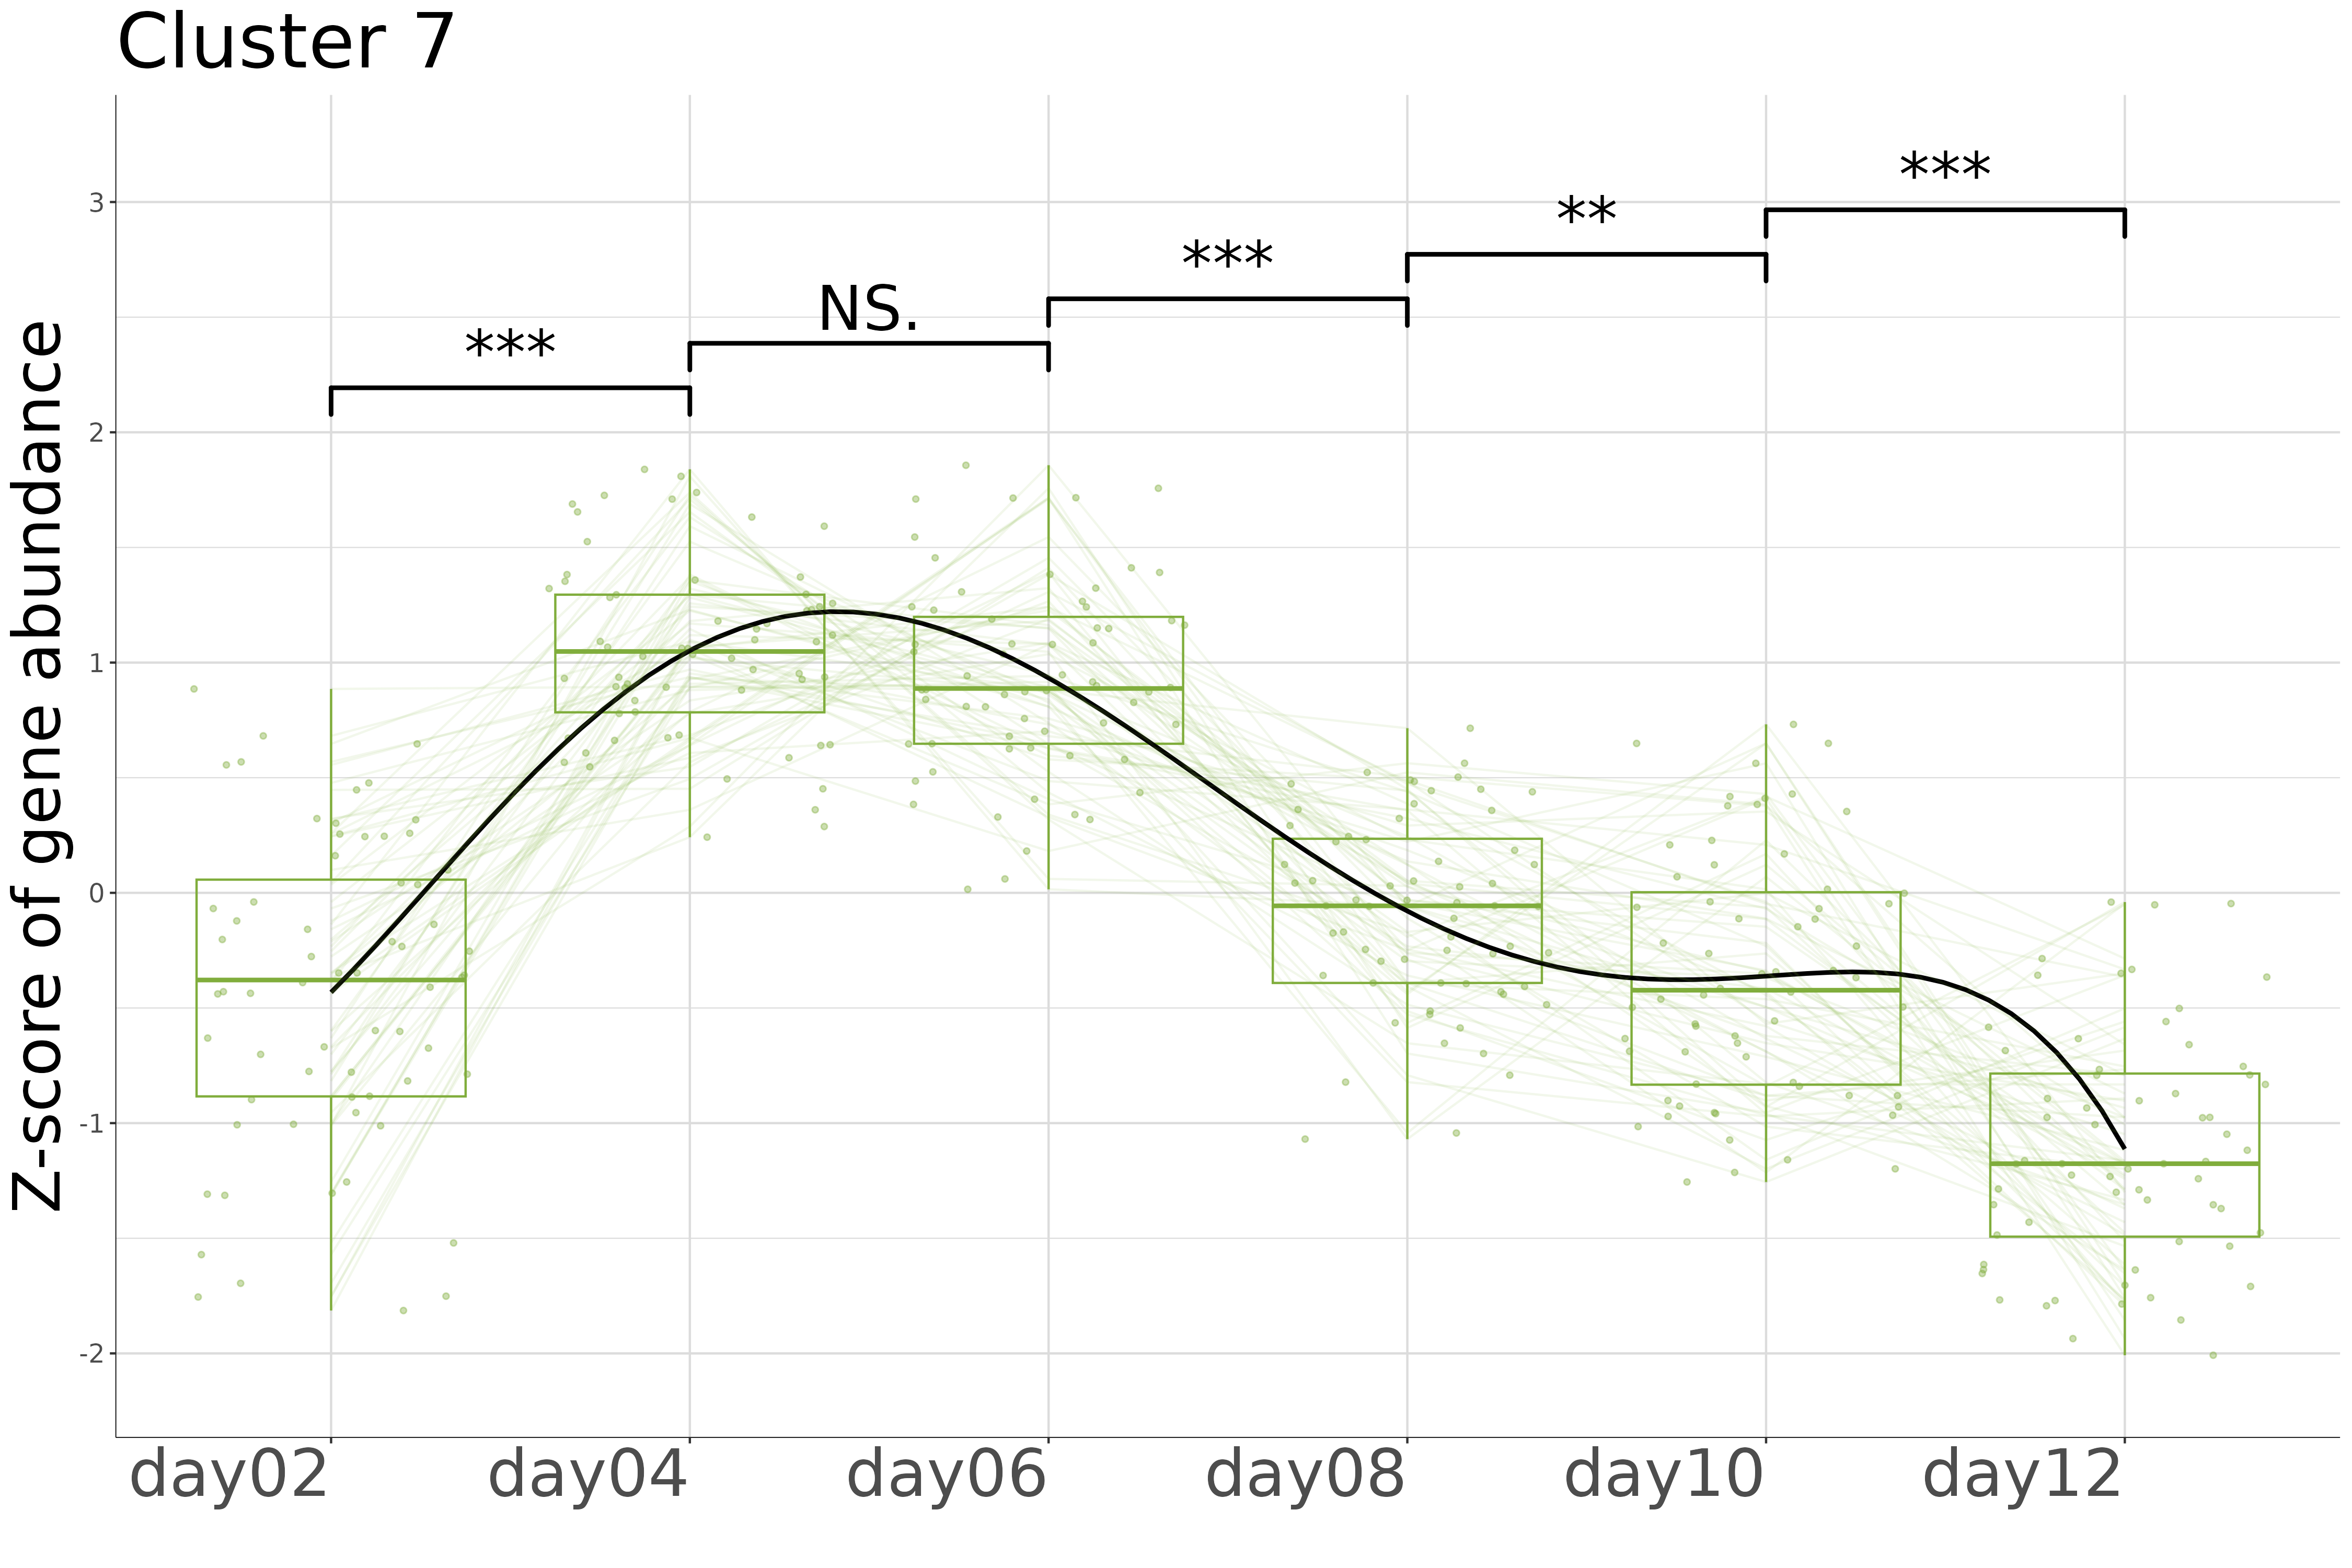 Cluster 7
Z-score of gene abundance
3
2
1
0
-1
-2
***
NS.
***
**
***
day02
day04
day06
day08
day10
day12